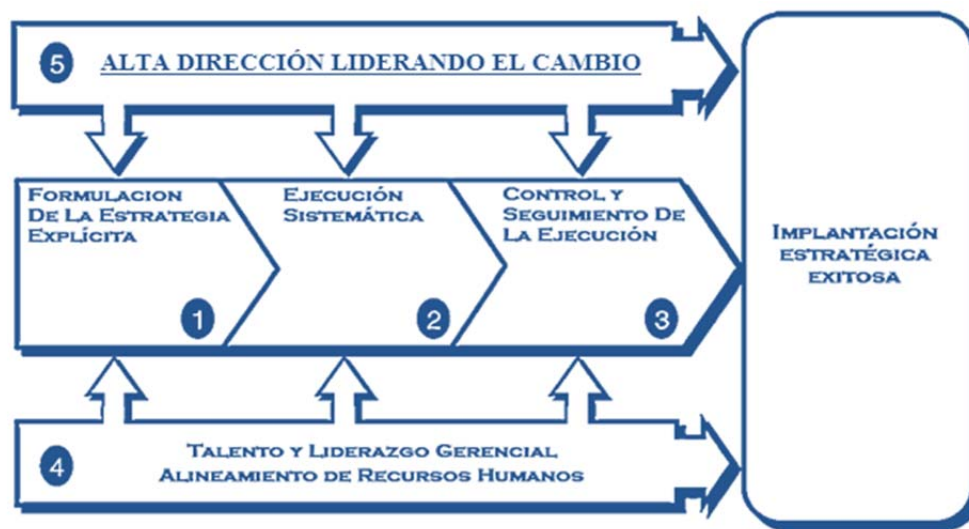 5
ALTA DIRECCIÓN LIDERANDO EL CAMBIO
FORMULACION
DE LA ESTRATEGIA
EXPLÍCITA
1
EJECUCIÓN
SISTEMÁTICA
2
CONTROL Y
SEGUIMIENTO DE
LA EJECUCIÓN
3
IMPLANTACIÓN
ESTRATÉGICA
EXITOSA
4
TALENTO Y LIDERAZGO GERENCIAL
ALINEAMIENTO DE RECURSOS HUMANOS